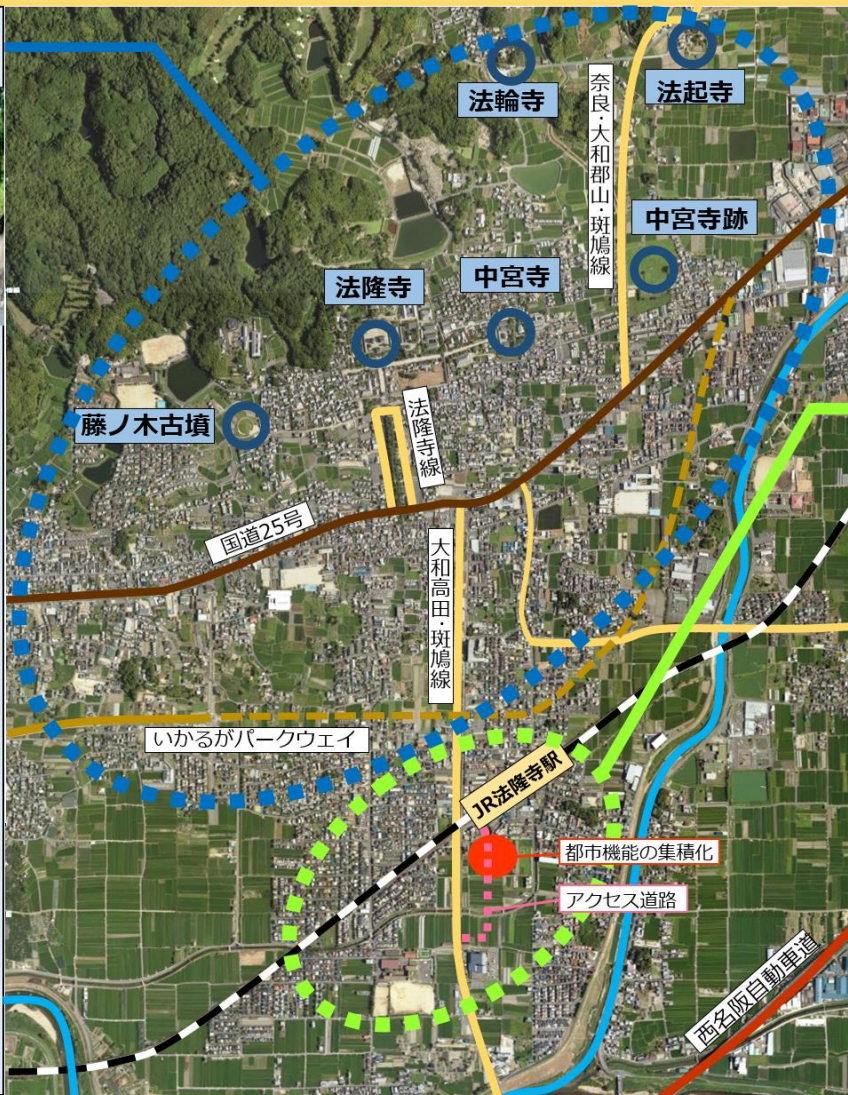 法輪寺
法起寺
奈良・大和郡山・斑鳩線
中宮寺跡
法隆寺
中宮寺
藤ノ木古墳
法隆寺線
国道25号
大和高田・斑鳩線
いかるがパークウェイ
JR法隆寺駅
都市機能の集積化
アクセス道路
西名阪自動車道